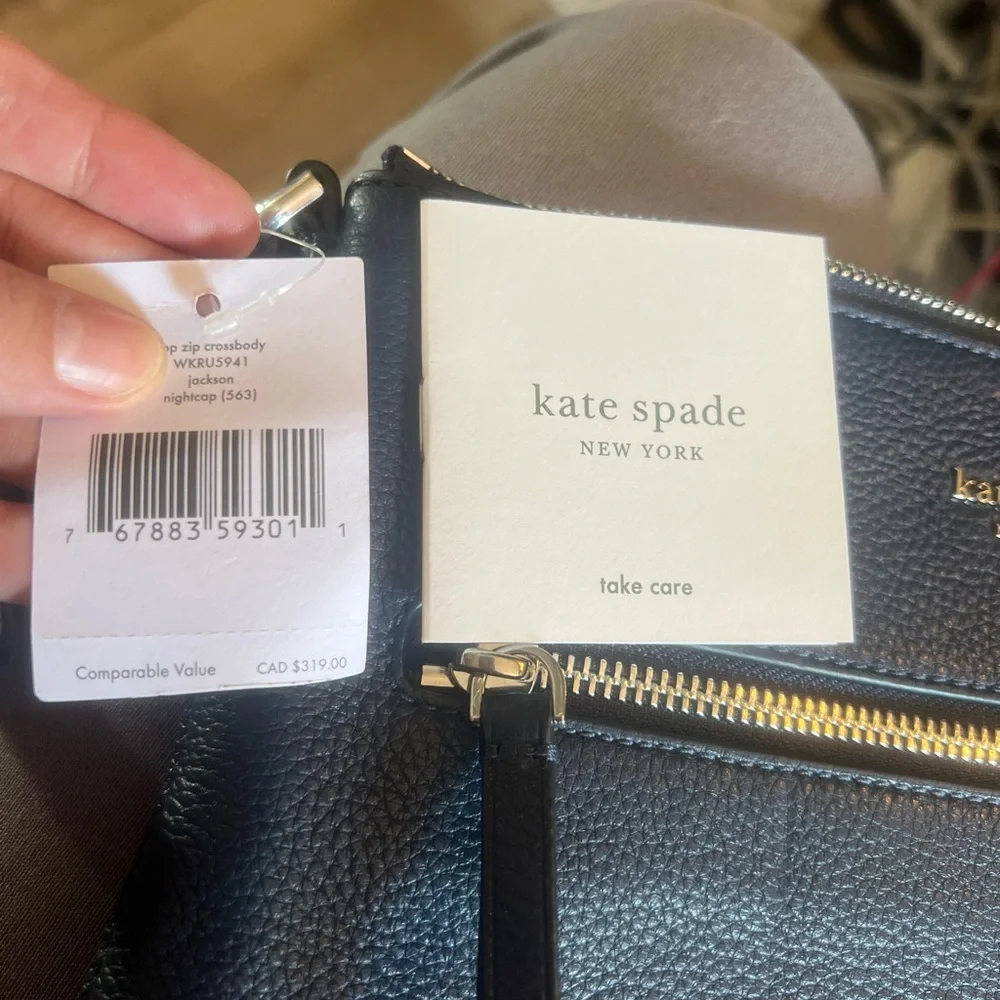 zip crossbody
WKRU5941
jackson
nightcap (563)
7 67883 59301 1
Comparable Value CAD $319.00
kate spade
NEW YORK
take care